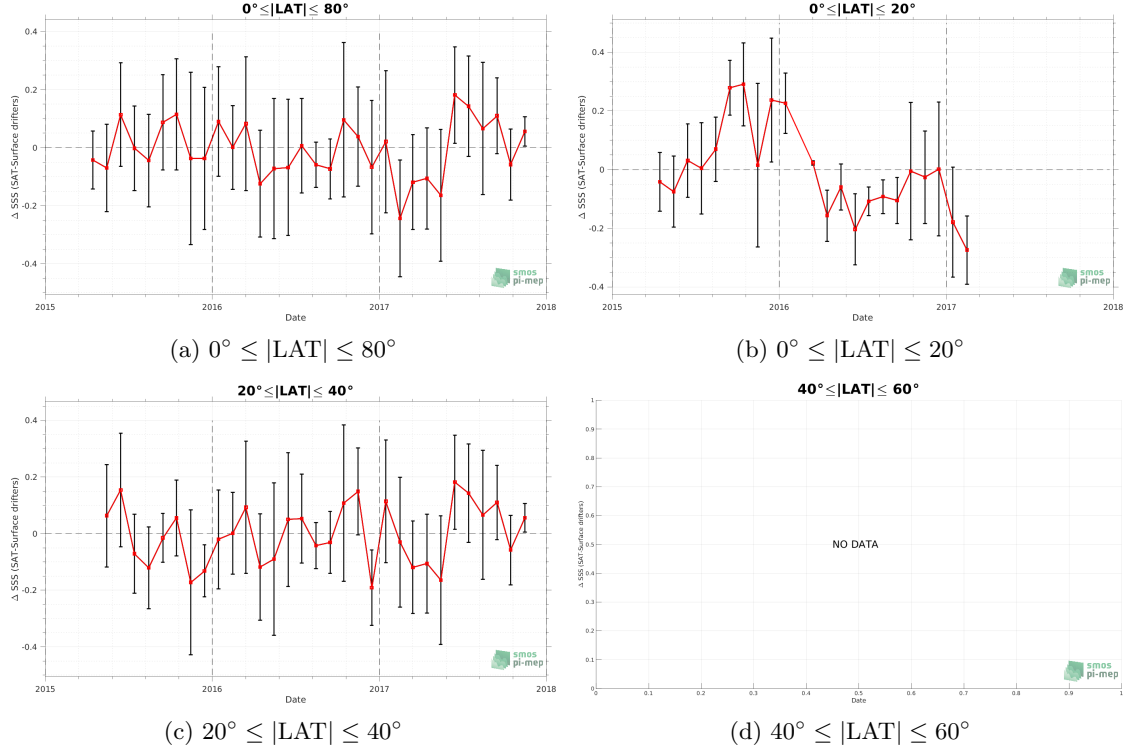 0°≤|LAT|≤ 80°
Δ SSS (SAT-Surface drifters)
0.4
0.2
0
-0.2
-0.4
2015
2016
2017
2018
Date
smos
pi-mep
(a) 0° ≤ |LAT| ≤ 80°
0°≤|LAT|≤ 20°
Δ SSS (SAT-Surface drifters)
0.4
0.2
0
-0.2
-0.4
2015
2016
2017
2018
Date
smos
pi-mep
(b) 0° ≤ |LAT| ≤ 20°
20°≤|LAT|≤ 40°
Δ SSS (SAT-Surface drifters)
0.4
0.2
0
-0.2
-0.4
2015
2016
2017
2018
Date
smos
pi-mep
(c) 20° ≤ |LAT| ≤ 40°
40°≤|LAT|≤ 60°
Δ SSS (SAT-Surface drifters)
1
0.9
0.8
0.7
0.6
0.5
0.4
0.3
0.2
0.1
0
NO DATA
0 0.1 0.2 0.3 0.4 0.5 0.6 0.7 0.8 0.9 1
Date
smos
pi-mep
(d) 40° ≤ |LAT| ≤ 60°